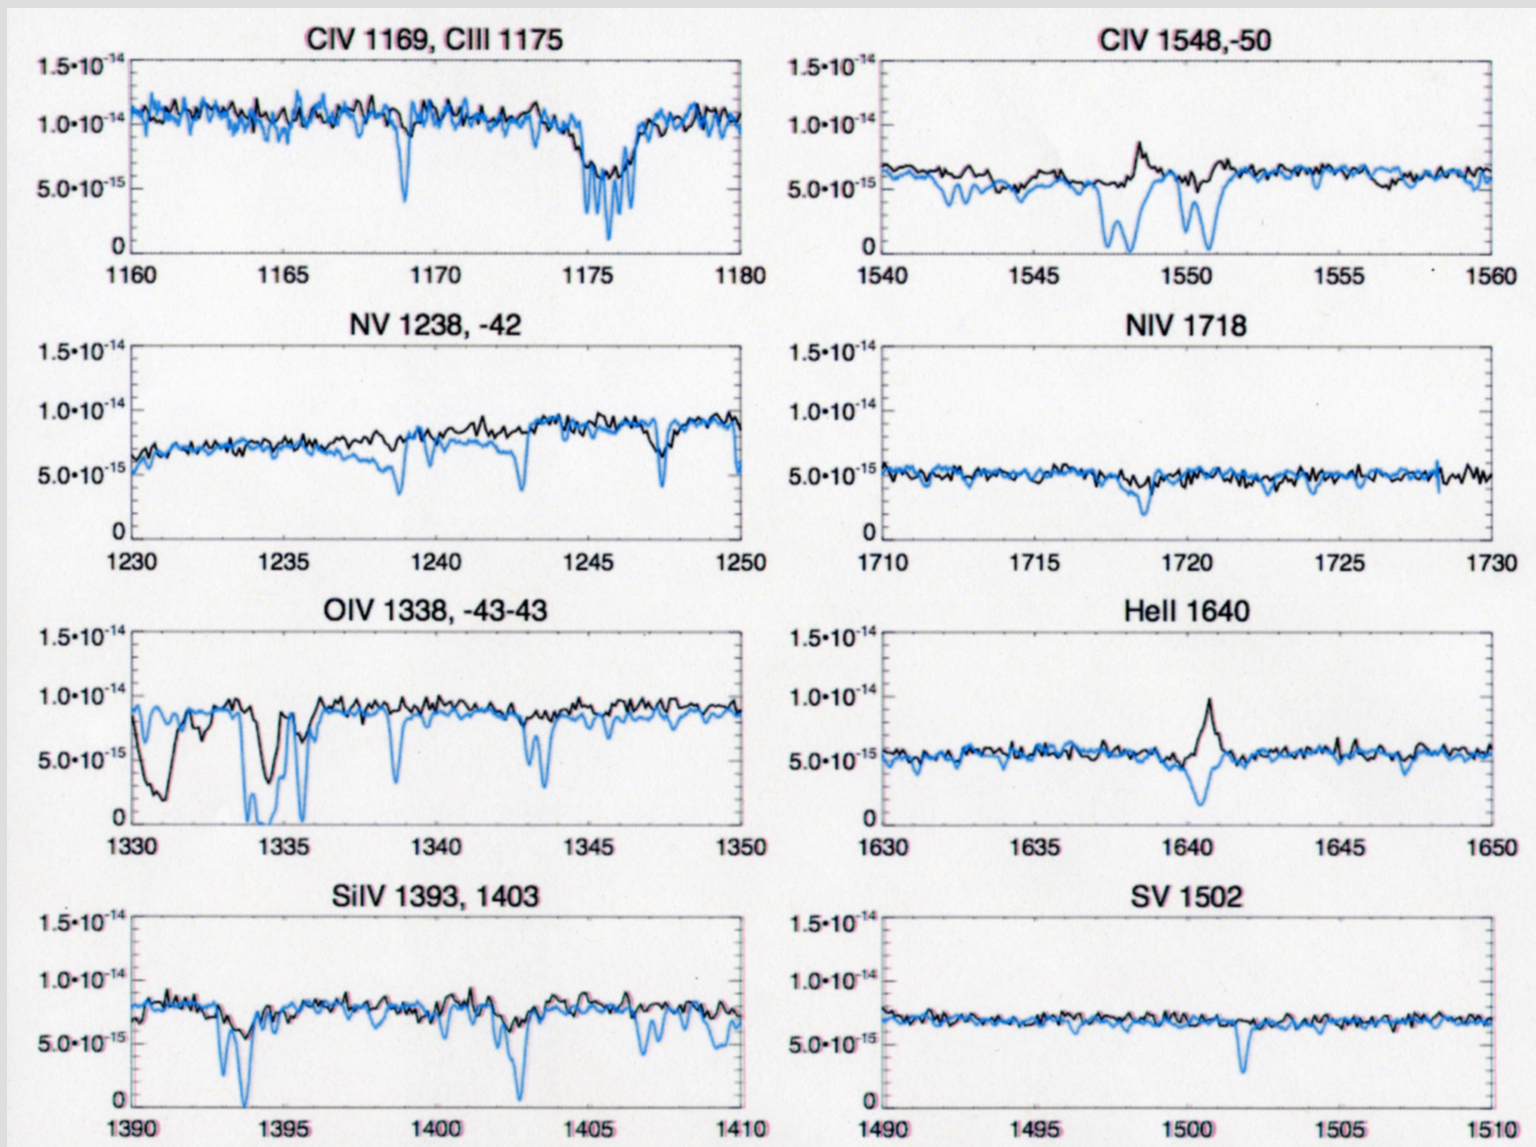 CIV 1169, CIII 1175
1.5•10-14
1.0•10-14
5.0•10-15
0
1160 1165 1170 1175 1180
CIV 1548,-50
1.5•10-14
1.0•10-14
5.0•10-15
0
1540 1545 1550 1555 1560
NV 1238, -42
1.5•10-14
1.0•10-14
5.0•10-15
0
1230 1235 1240 1245 1250
NIV 1718
1.5•10-14
1.0•10-14
5.0•10-15
0
1710 1715 1720 1725 1730
OIV 1338, -43-43
1.5•10-14
1.0•10-14
5.0•10-15
0
1330 1335 1340 1345 1350
HeII 1640
1.5•10-14
1.0•10-14
5.0•10-15
0
1630 1635 1640 1645 1650
SiIV 1393, 1403
1.5•10-14
1.0•10-14
5.0•10-15
0
1390 1395 1400 1405 1410
SV 1502
1.5•10-14
1.0•10-14
5.0•10-15
0
1490 1495 1500 1505 1510